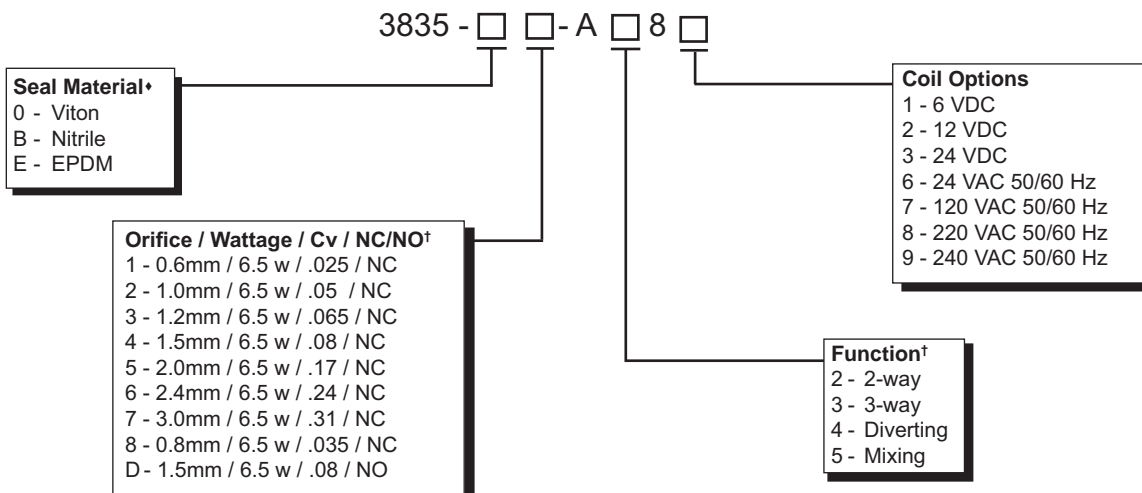 3835 - □ □ - A □ 8 □
Seal Material♦
0 - Viton
B - Nitrile
E - EPDM
Orifice / Wattage / Cv / NC/NO†
1 - 0.6mm / 6.5 w / .025 / NC
2 - 1.0mm / 6.5 w / .05 / NC
3 - 1.2mm / 6.5 w / .065 / NC
4 - 1.5mm / 6.5 w / .08 / NC
5 - 2.0mm / 6.5 w / .17 / NC
6 - 2.4mm / 6.5 w / .24 / NC
7 - 3.0mm / 6.5 w / .31 / NC
8 - 0.8mm / 6.5 w / .035 / NC
D - 1.5mm / 6.5 w / .08 / NO
Coil Options
1 - 6 VDC
2 - 12 VDC
3 - 24 VDC
6 - 24 VAC 50/60 Hz
7 - 120 VAC 50/60 Hz
8 - 220 VAC 50/60 Hz
9 - 240 VAC 50/60 Hz
Function†
2 - 2-way
3 - 3-way
4 - Diverting
5 - Mixing